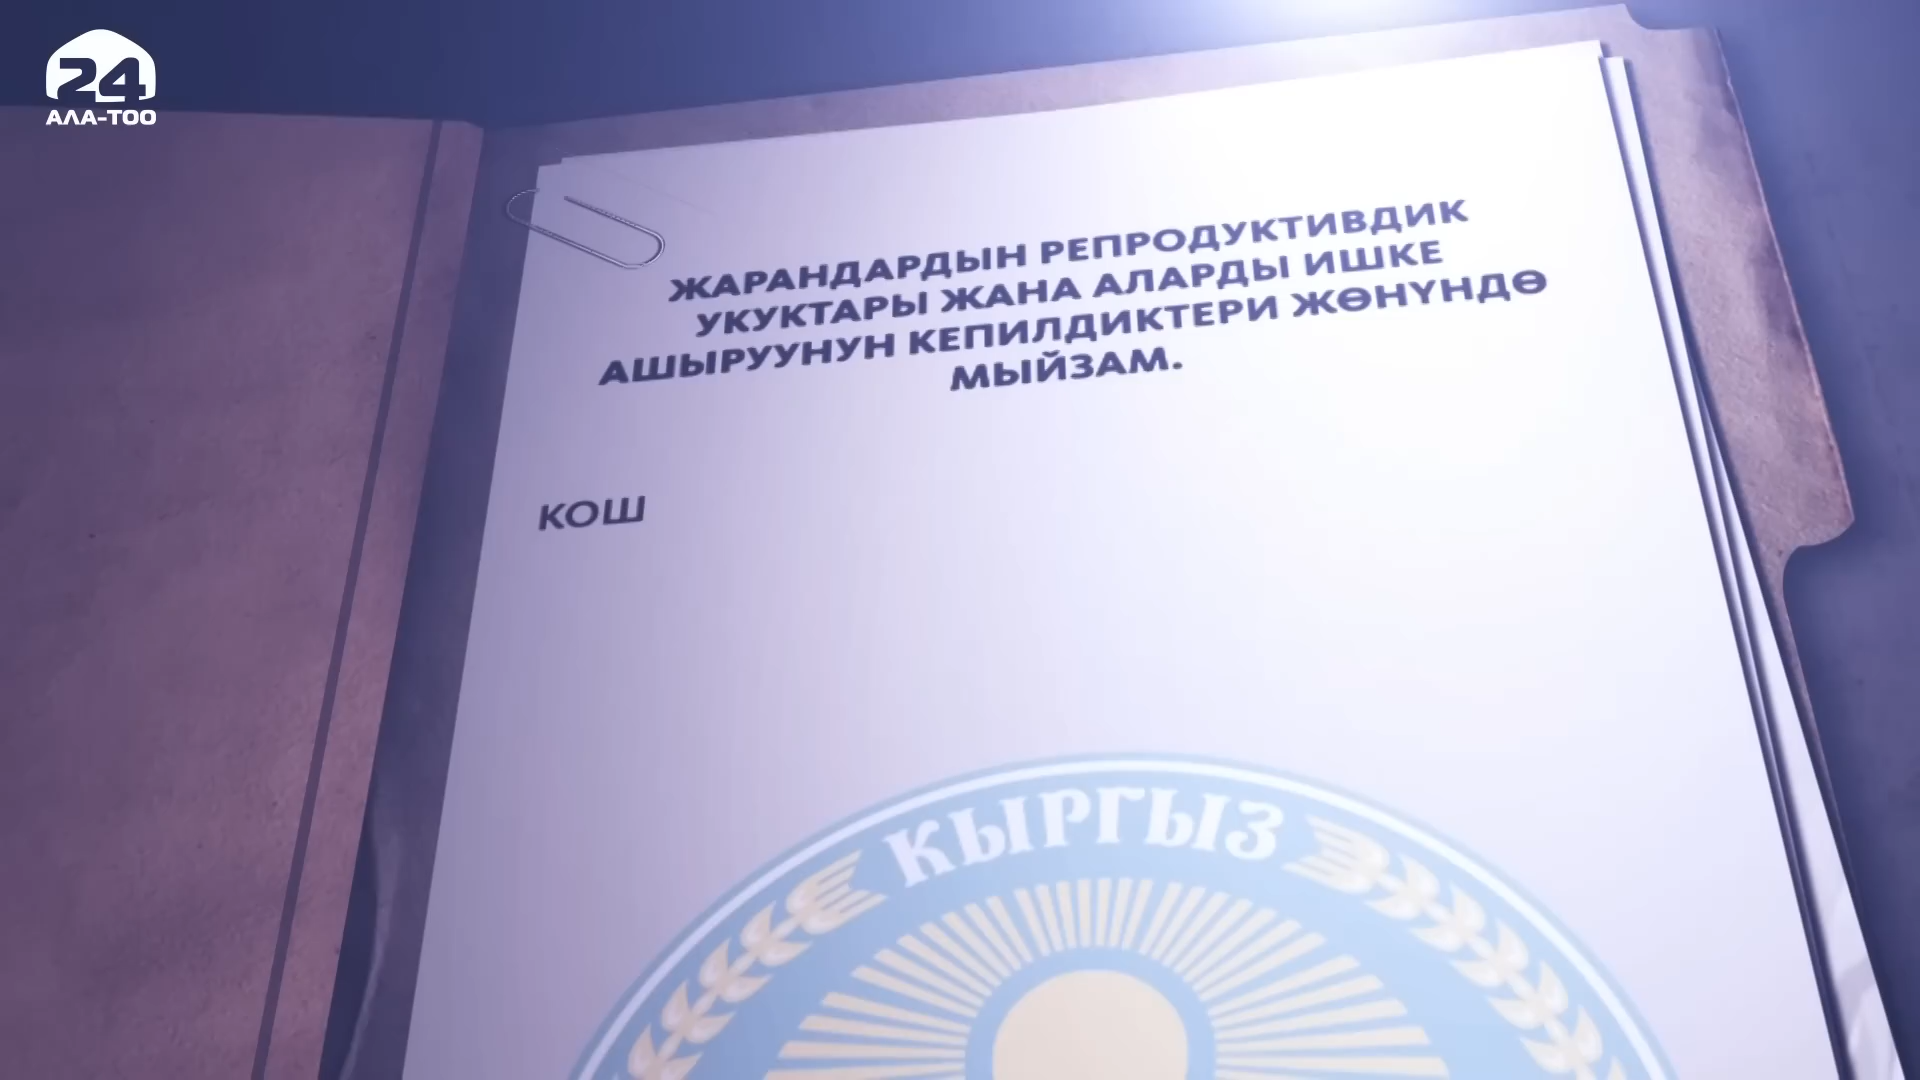 24
АЛА-ТОО
ЖАРАНДАРДЫН РЕПРОДУКТИВДИК
УКУКТАРЫ ЖАНА АЛАРДЫ ИШКЕ
АШЫРУУНУН КЕПИЛДИКТЕРИ ЖӨНҮНДӨ
МЫЙЗАМ.
КОШ
КЫРГЫЗ